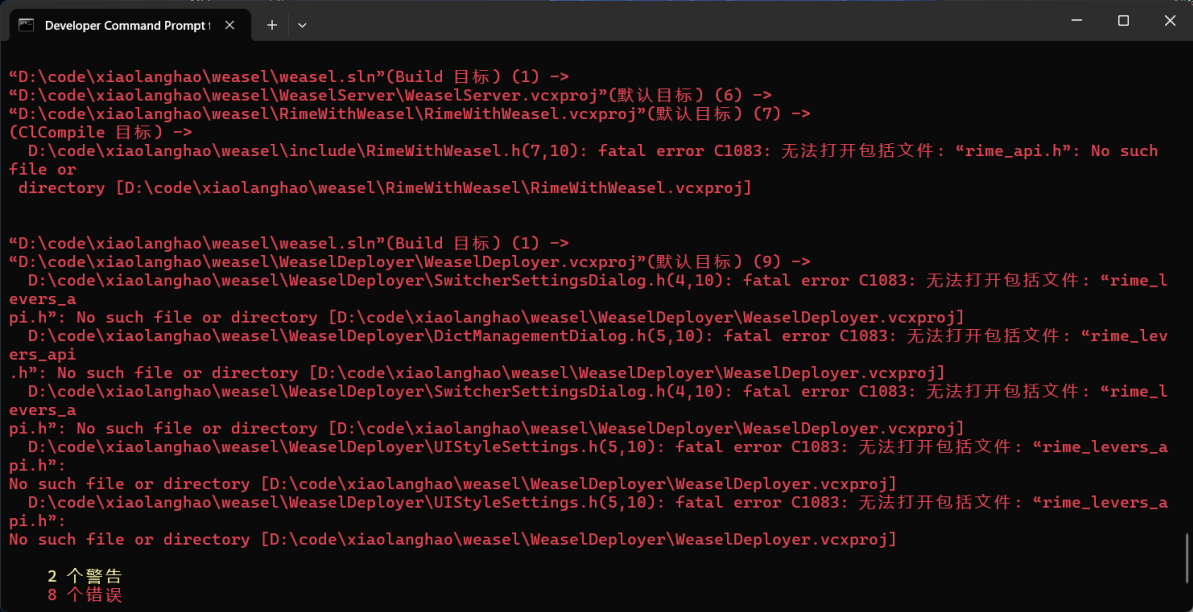 Developer Command Prompt
“D:\code\xiaolanghao\weasel\weasel.sln”(Build 目标) (1) ->
“D:\code\xiaolanghao\weasel\WeaselServer\WeaselServer.vcxproj”(默认目标) (6) ->
“D:\code\xiaolanghao\weasel\RimeWithWeasel\RimeWithWeasel.vcxproj”(默认目标) (7) ->
(ClCompile 目标) ->
D:\code\xiaolanghao\weasel\include\RimeWithWeasel.h(7,10): fatal error C1083: 无法打开包括文件: “rime_api.h”: No such
file or
directory [D:\code\xiaolanghao\weasel\RimeWithWeasel\RimeWithWeasel.vcxproj]
“D:\code\xiaolanghao\weasel\weasel.sln”(Build 目标) (1) ->
“D:\code\xiaolanghao\weasel\WeaselDeployer\WeaselDeployer.vcxproj”(默认目标) (9) ->
D:\code\xiaolanghao\weasel\WeaselDeployer\SwitcherSettingsDialog.h(4,10): fatal error C1083: 无法打开包括文件: “rime_l
evers_a
pi.h”: No such file or directory [D:\code\xiaolanghao\weasel\WeaselDeployer\WeaselDeployer.vcxproj]
D:\code\xiaolanghao\weasel\WeaselDeployer\DictManagementDialog.h(5,10): fatal error C1083: 无法打开包括文件: “rime_lev
ers_api
.h”: No such file or directory [D:\code\xiaolanghao\weasel\WeaselDeployer\WeaselDeployer.vcxproj]
D:\code\xiaolanghao\weasel\WeaselDeployer\SwitcherSettingsDialog.h(4,10): fatal error C1083: 无法打开包括文件: “rime_l
evers_a
pi.h”: No such file or directory [D:\code\xiaolanghao\weasel\WeaselDeployer\WeaselDeployer.vcxproj]
D:\code\xiaolanghao\weasel\WeaselDeployer\UIStyleSettings.h(5,10): fatal error C1083: 无法打开包括文件: “rime_levers_a
pi.h”:
No such file or directory [D:\code\xiaolanghao\weasel\WeaselDeployer\WeaselDeployer.vcxproj]
D:\code\xiaolanghao\weasel\WeaselDeployer\UIStyleSettings.h(5,10): fatal error C1083: 无法打开包括文件: “rime_levers_a
pi.h”:
No such file or directory [D:\code\xiaolanghao\weasel\WeaselDeployer\WeaselDeployer.vcxproj]
2 个警告
8 个错误